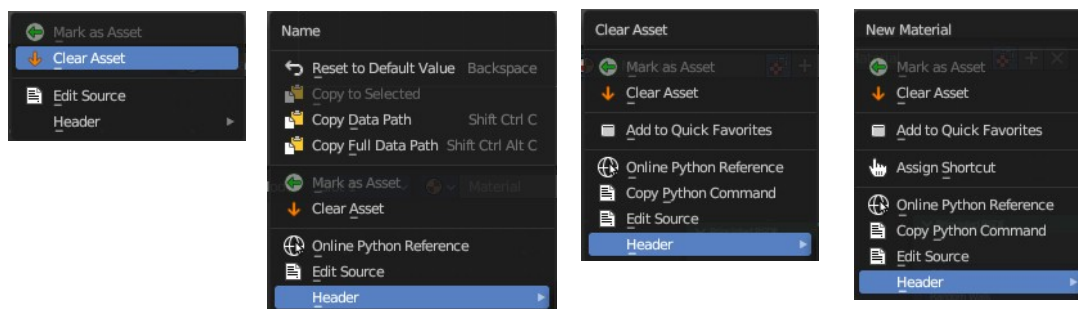 Mark as Asset
Clear Asset
Edit Source
Header
Name
Reset to Default Value Backspace
Copy to Selected
Copy Data Path Shift Ctrl C
Copy Full Data Path Shift Ctrl Alt C
Mark as Asset
Material
Clear Asset
Online Python Reference
Edit Source
Header
Clear Asset
Mark as Asset
Clear Asset
Add to Quick Favorites
Online Python Reference
Copy Python Command
Edit Source
Header
New Material
Mark as Asset
Clear Asset
Add to Quick Favorites
Assign Shortcut
Online Python Reference
Copy Python Command
Edit Source
Header